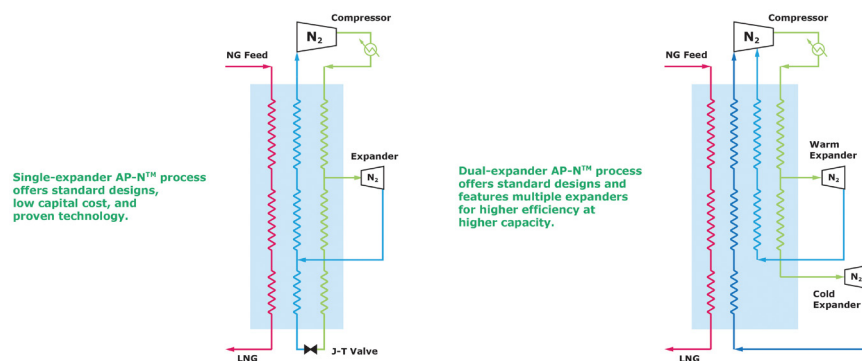 Compressor
N2
NG Feed
Expander
N2
Single-expander AP-N™ process
offers standard designs,
low capital cost, and
proven technology.
J-T Valve
LNG
Compressor
N2
NG Feed
Warm
Expander
N2
Dual-expander AP-N™ process
offers standard designs and
features multiple expanders
for higher efficiency at
higher capacity.
N2
Cold
Expander
LNG